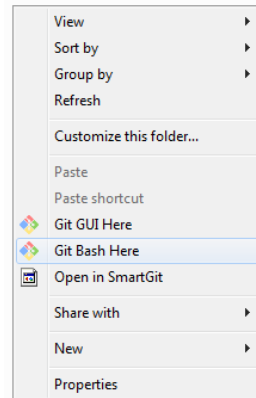 View
Sort by
Group by
Refresh
Customize this folder...
Paste
Paste shortcut
Git GUI Here
Git Bash Here
Open in SmartGit
Share with
New
Properties